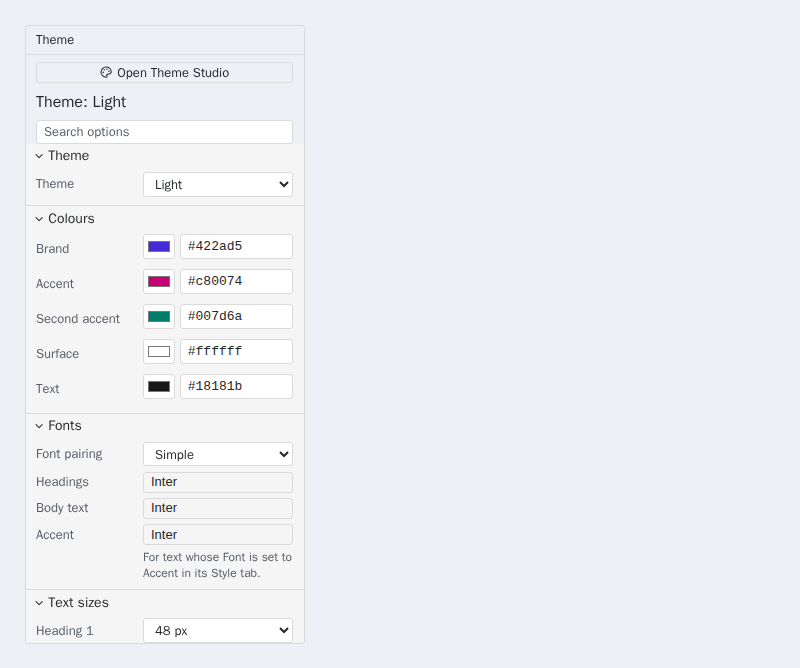 Theme
Open Theme Studio
Theme: Light
Search options
Theme
Theme Light
Colours
Brand #422ad5
Accent #c80074
Second accent #007d6a
Surface #ffffff
Text #18181b
Fonts
Font pairing Simple
Headings Inter
Body text Inter
Accent Inter
For text whose Font is set to
Accent in its Style tab.
Text sizes
Heading 1 48 px